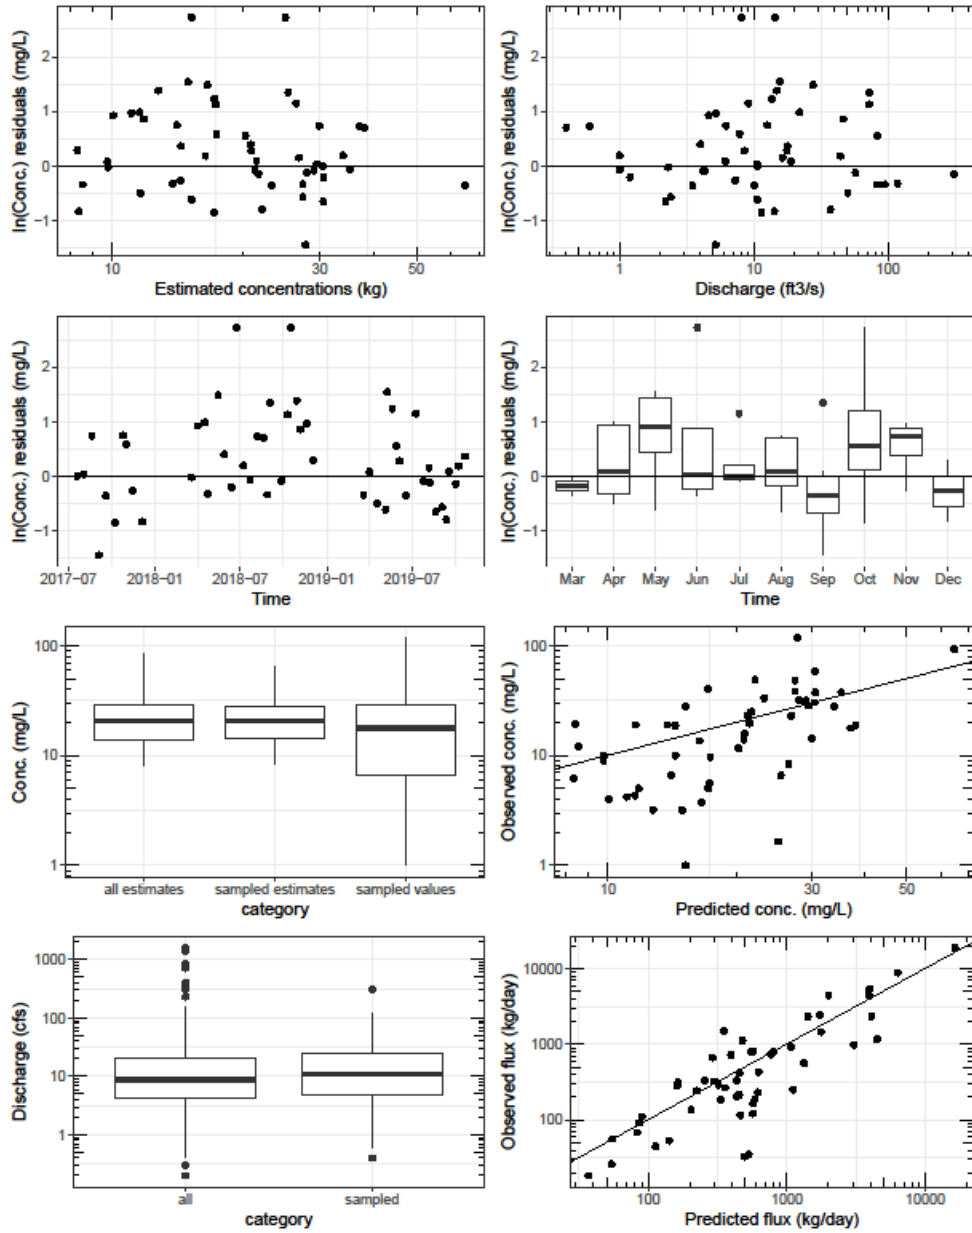 ln(Conc.) residuals (mg/L)
2
1
0
−1
10
30
50
Estimated concentrations (kg)
ln(Conc.) residuals (mg/L)
2
1
0
−1
1
10
100
Discharge (ft3/s)
ln(Conc.) residuals (mg/L)
2
1
0
−1
2017−07
2018−01
2018−07
2019−01
2019−07
Time
ln(Conc.) residuals (mg/L)
2
1
0
−1
Mar Apr May Jun Jul Aug Sep Oct Nov Dec
Time
Conc. (mg/L)
100
10
1
all estimates
sampled estimates
sampled values
category
Observed conc. (mg/L)
100
10
1
10
30
50
Predicted conc. (mg/L)
Discharge (cfs)
1000
100
10
1
all
sampled
category
Observed flux (kg/day)
10000
1000
100
100
1000
10000
Predicted flux (kg/day)